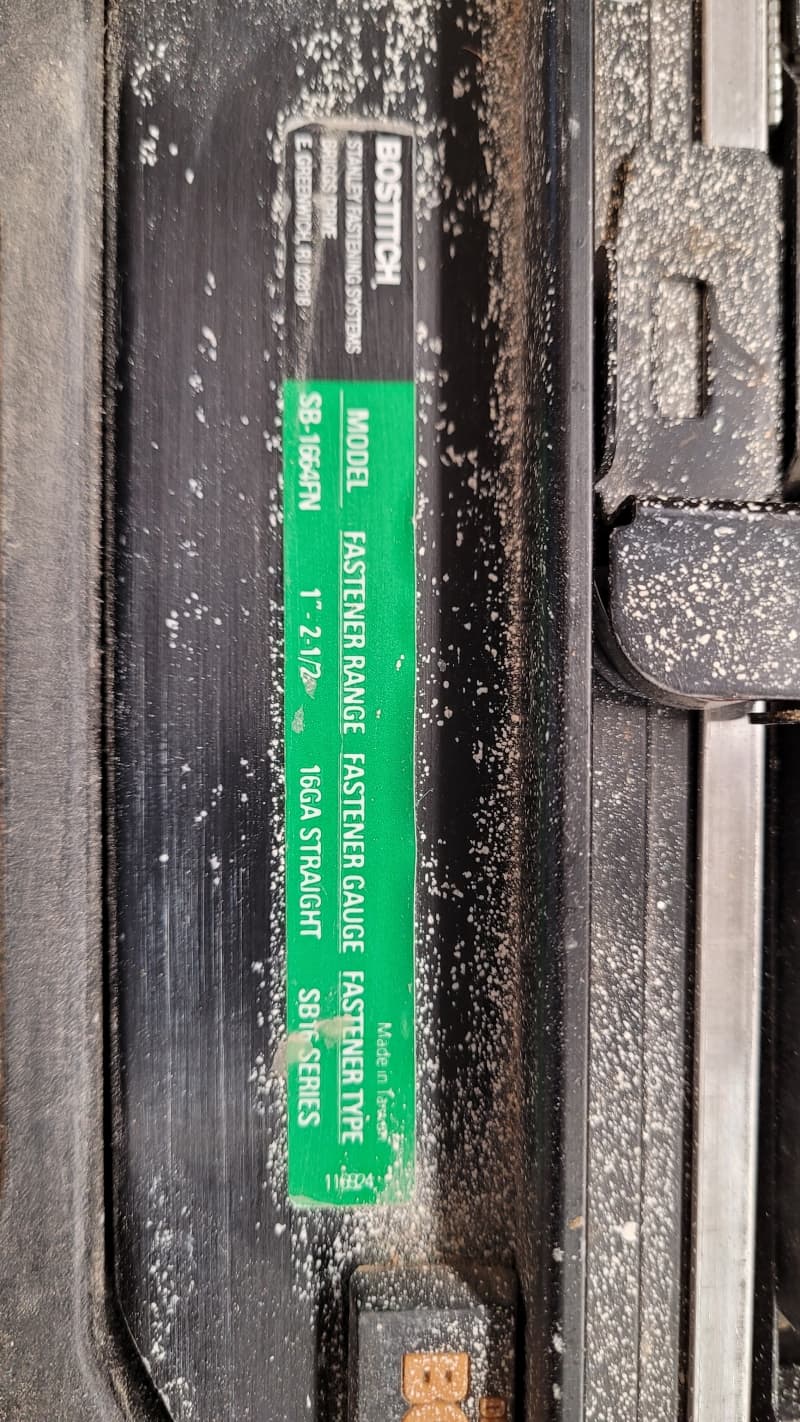 BOSTITCH
STANLEY FASTENING SYSTEMS
BRIGGS DRIVE
E. GREENWICH, RI 02818
Made in Taiwan
MODEL FASTENER RANGE FASTENER GAUGE FASTENER TYPE
SB-1664FN 1" - 2-1/2" 16GA STRAIGHT SB16 SERIES